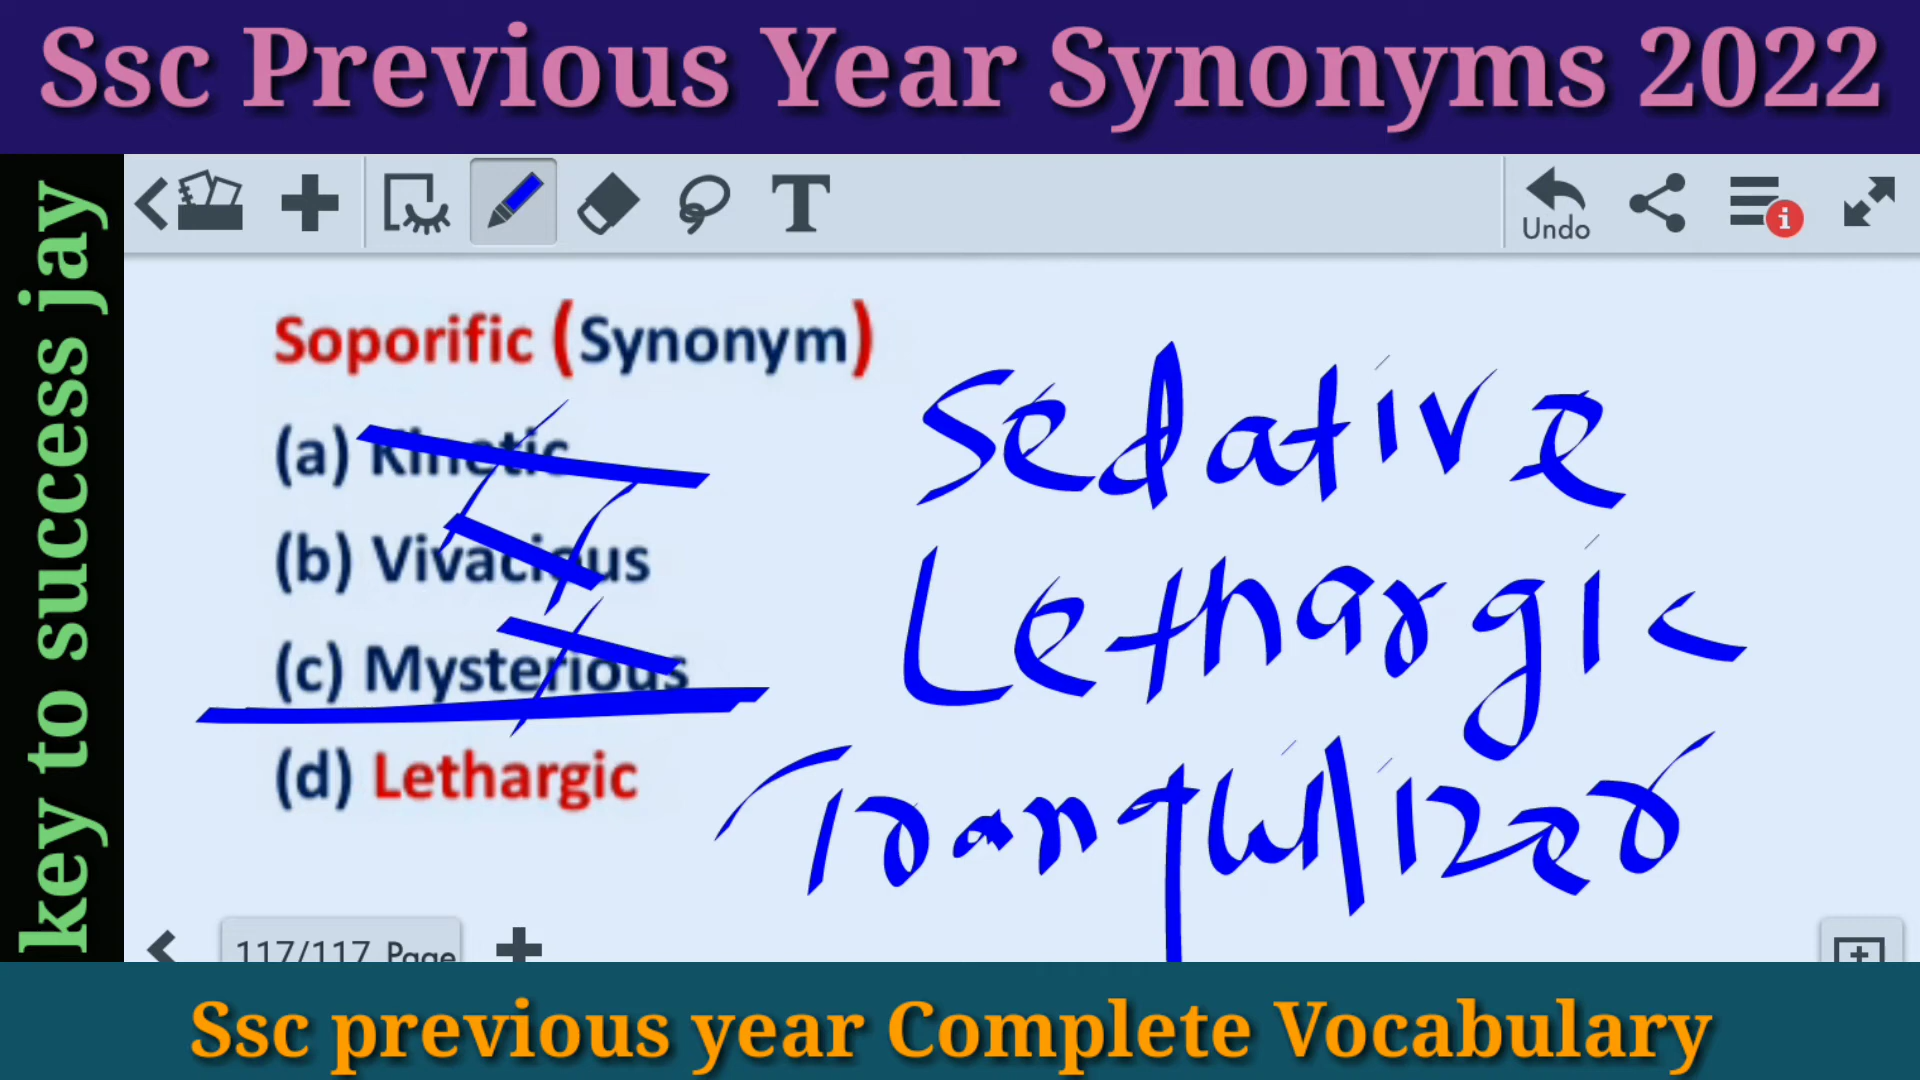 Ssc Previous Year Synonyms 2022
key to success jay
T
Undo
i
Soporific (Synonym)
(a) Kinetic
(b) Vivacious
(c) Mysterious
(d) Lethargic
Sedative
Lethargic
Tranquilizer
117/117 Page
Ssc previous year Complete Vocabulary